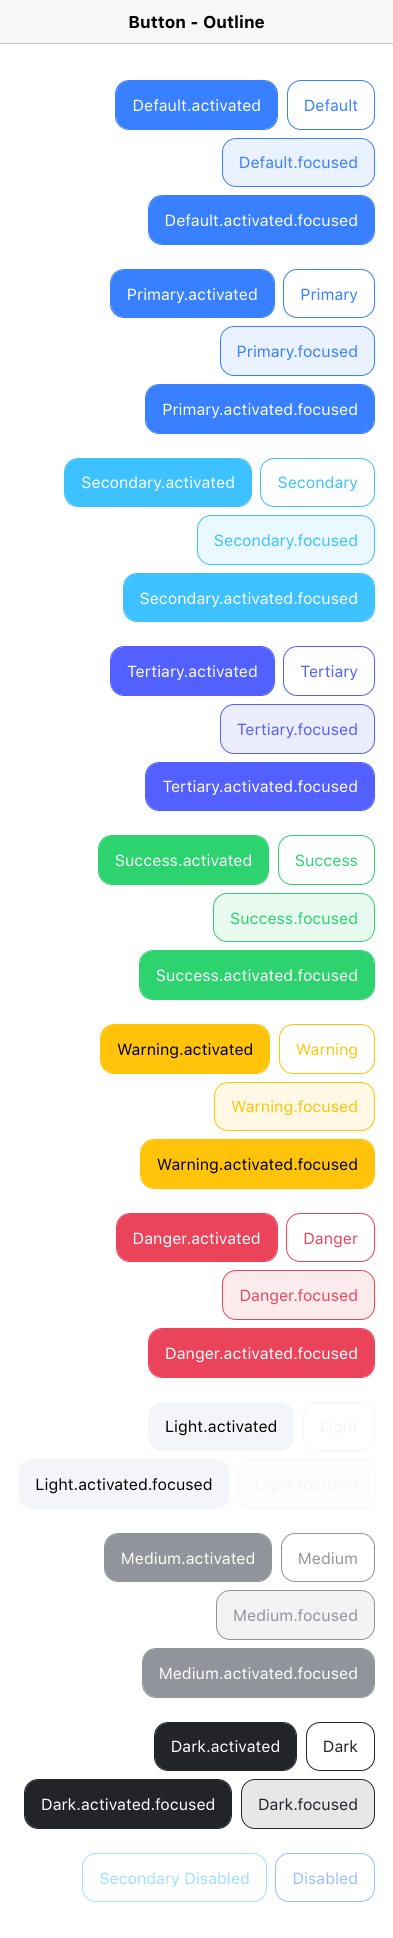 Button - Outline
Default.activated Default
Default.focused
Default.activated.focused
Primary.activated Primary
Primary.focused
Primary.activated.focused
Secondary.activated Secondary
Secondary.focused
Secondary.activated.focused
Tertiary.activated Tertiary
Tertiary.focused
Tertiary.activated.focused
Success.activated Success
Success.focused
Success.activated.focused
Warning.activated Warning
Warning.focused
Warning.activated.focused
Danger.activated Danger
Danger.focused
Danger.activated.focused
Light.activated Light
Light.activated.focused Light.focused
Medium.activated Medium
Medium.focused
Medium.activated.focused
Dark.activated Dark
Dark.activated.focused Dark.focused
Secondary Disabled Disabled